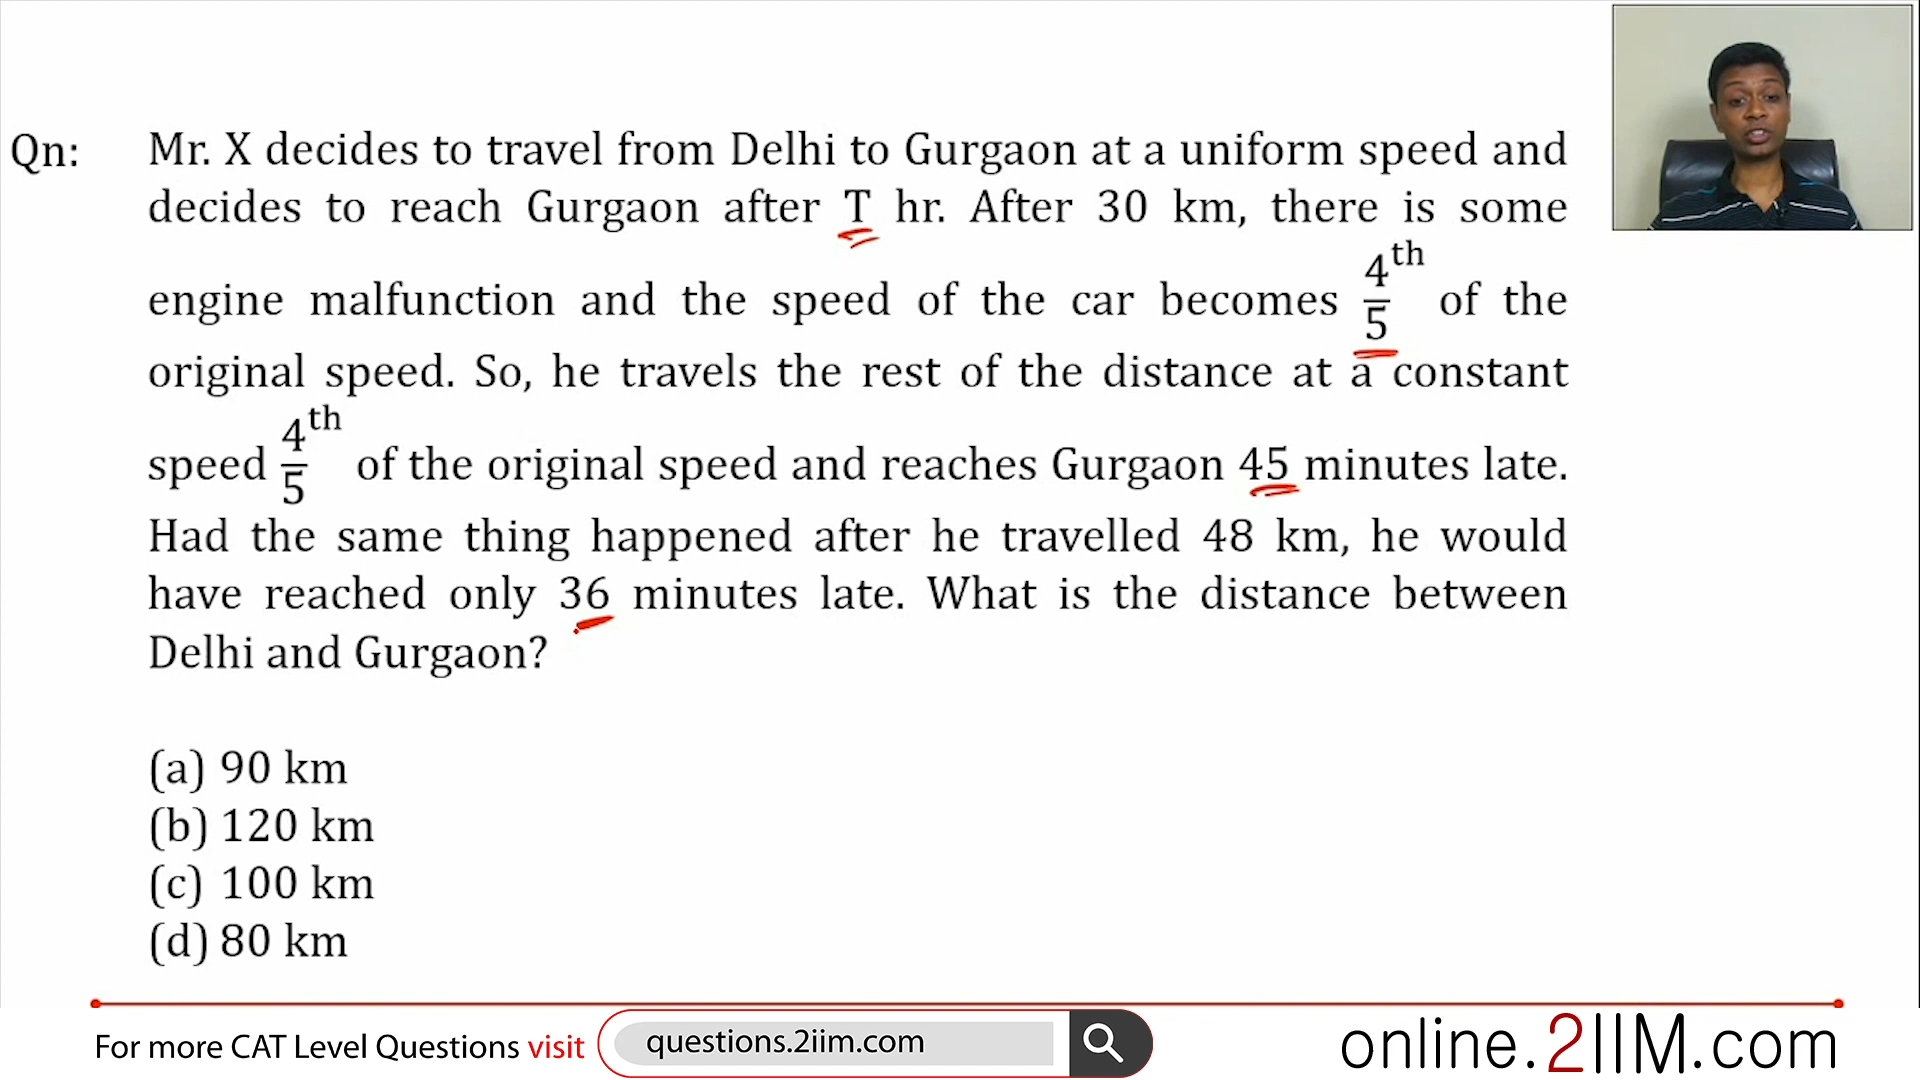 Qn: Mr. X decides to travel from Delhi to Gurgaon at a uniform speed and
decides to reach Gurgaon after T hr. After 30 km, there is some
engine malfunction and the speed of the car becomes 4/5 th of the
original speed. So, he travels the rest of the distance at a constant
speed 4/5 th of the original speed and reaches Gurgaon 45 minutes late.
Had the same thing happened after he travelled 48 km, he would
have reached only 36 minutes late. What is the distance between
Delhi and Gurgaon?
(a) 90 km
(b) 120 km
(c) 100 km
(d) 80 km
For more CAT Level Questions visit questions.2iim.com
online.2IIM.com